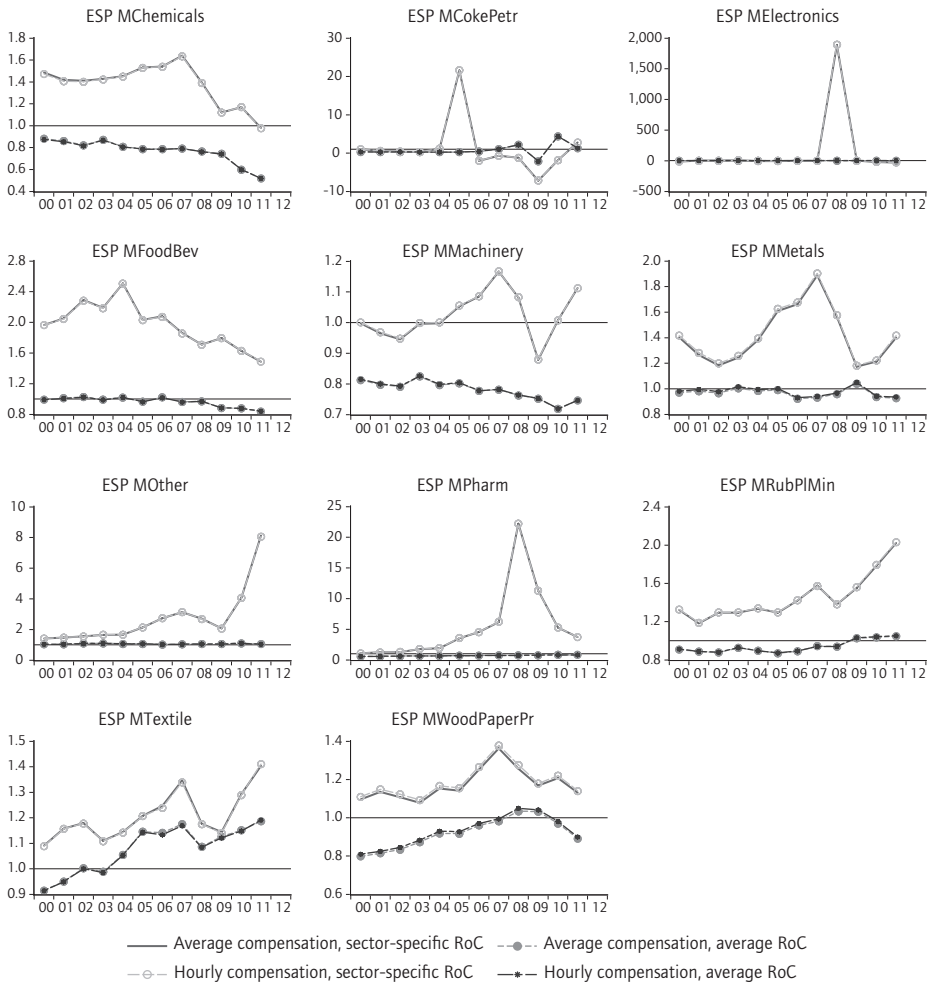 ESP MChemicals
1.8
1.6
1.4
1.2
1.0
0.8
0.6
0.4
00 01 02 03 04 05 06 07 08 09 10 11 12
ESP MCokePetr
30
20
10
0
-10
00 01 02 03 04 05 06 07 08 09 10 11 12
ESP MElectronics
2,000
1,500
1,000
500
0
-500
00 01 02 03 04 05 06 07 08 09 10 11 12
ESP MFoodBev
2.8
2.4
2.0
1.6
1.2
0.8
00 01 02 03 04 05 06 07 08 09 10 11 12
ESP MMachinery
1.2
1.1
1.0
0.9
0.8
0.7
00 01 02 03 04 05 06 07 08 09 10 11 12
ESP MMetals
2.0
1.8
1.6
1.4
1.2
1.0
0.8
00 01 02 03 04 05 06 07 08 09 10 11 12
ESP MOther
10
8
6
4
2
0
00 01 02 03 04 05 06 07 08 09 10 11 12
ESP MPharm
25
20
15
10
5
0
00 01 02 03 04 05 06 07 08 09 10 11 12
ESP MRubPlMin
2.4
2.0
1.6
1.2
0.8
00 01 02 03 04 05 06 07 08 09 10 11 12
ESP MTextile
1.5
1.4
1.3
1.2
1.1
1.0
0.9
00 01 02 03 04 05 06 07 08 09 10 11 12
ESP MWoodPaperPr
1.4
1.2
1.0
0.8
0.6
00 01 02 03 04 05 06 07 08 09 10 11 12
Average compensation, sector-specific RoC
Average compensation, average RoC
Hourly compensation, sector-specific RoC
Hourly compensation, average RoC